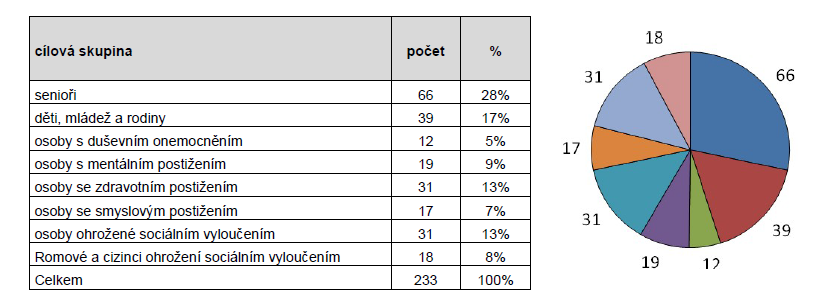 cílová skupina počet %
senioři 66 28%
děti, mládež a rodiny 39 17%
osoby s duševním onemocněním 12 5%
osoby s mentálním postižením 19 9%
osoby se zdravotním postižením 31 13%
osoby se smyslovým postižením 17 7%
osoby ohrožené sociálním vyloučením 31 13%
Romové a cizinci ohrožení sociálním vyloučením 18 8%
Celkem 233 100%
18
66
31
17
31
39
19
12